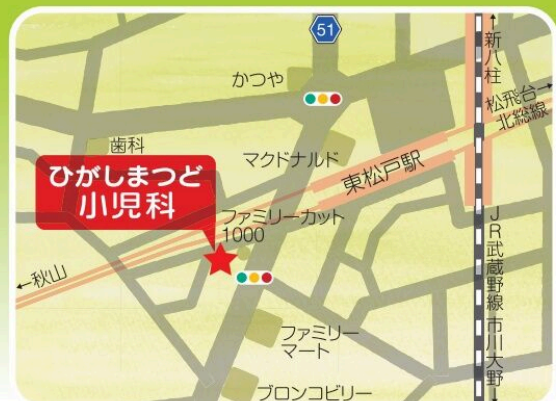 51
↑新八柱
かつや
松飛台→
北総線
歯科
マクドナルド
東松戸駅
ひがしまつど
小児科
ファミリーカット
1000
←秋山
JR武蔵野線
市川大野↓
ファミリー
マート
ブロンコビリー